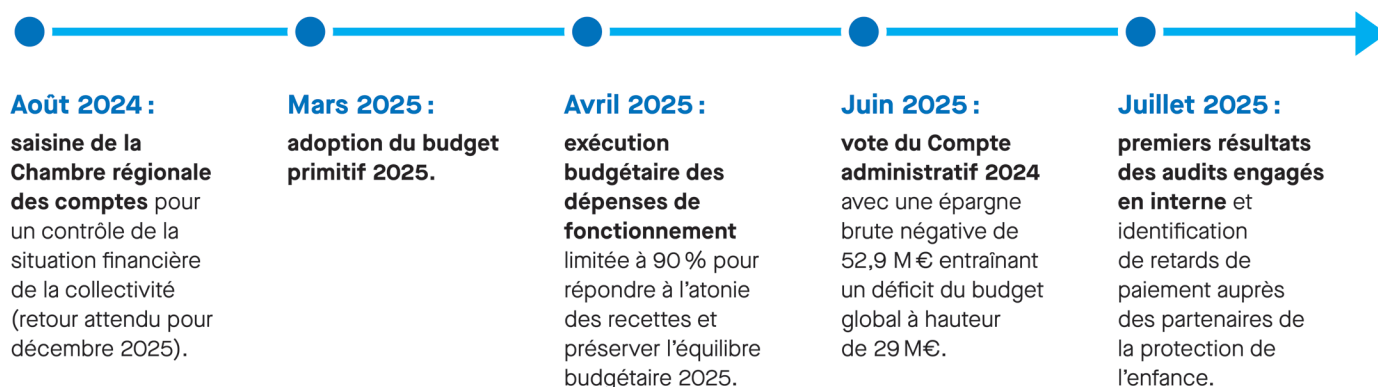 Août 2024 :
saisine de la
Chambre régionale
des comptes pour
un contrôle de la
situation financière
de la collectivité
(retour attendu pour
décembre 2025).
Mars 2025 :
adoption du budget
primitif 2025.
Avril 2025 :
exécution
budgétaire des
dépenses de
fonctionnement
limitée à 90 % pour
répondre à l'atonie
des recettes et
préserver l'équilibre
budgétaire 2025.
Juin 2025 :
vote du Compte
administratif 2024
avec une épargne
brute négative de
52,9 M € entraînant
un déficit du budget
global à hauteur
de 29 M€.
Juillet 2025 :
premiers résultats
des audits engagés
en interne et
identification
de retards de
paiement auprès
des partenaires de
la protection de
l'enfance.